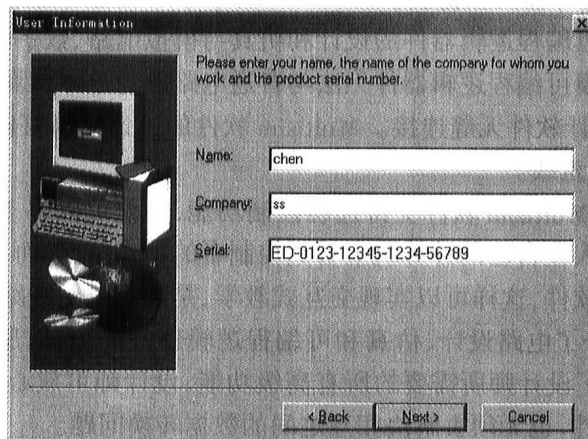 User Information
Please enter your name, the name of the company for whom you
work and the product serial number.
Name:
chen
Company:
ss
Serial:
ED-0123-12345-1234-56789
< Back
Next >
Cancel